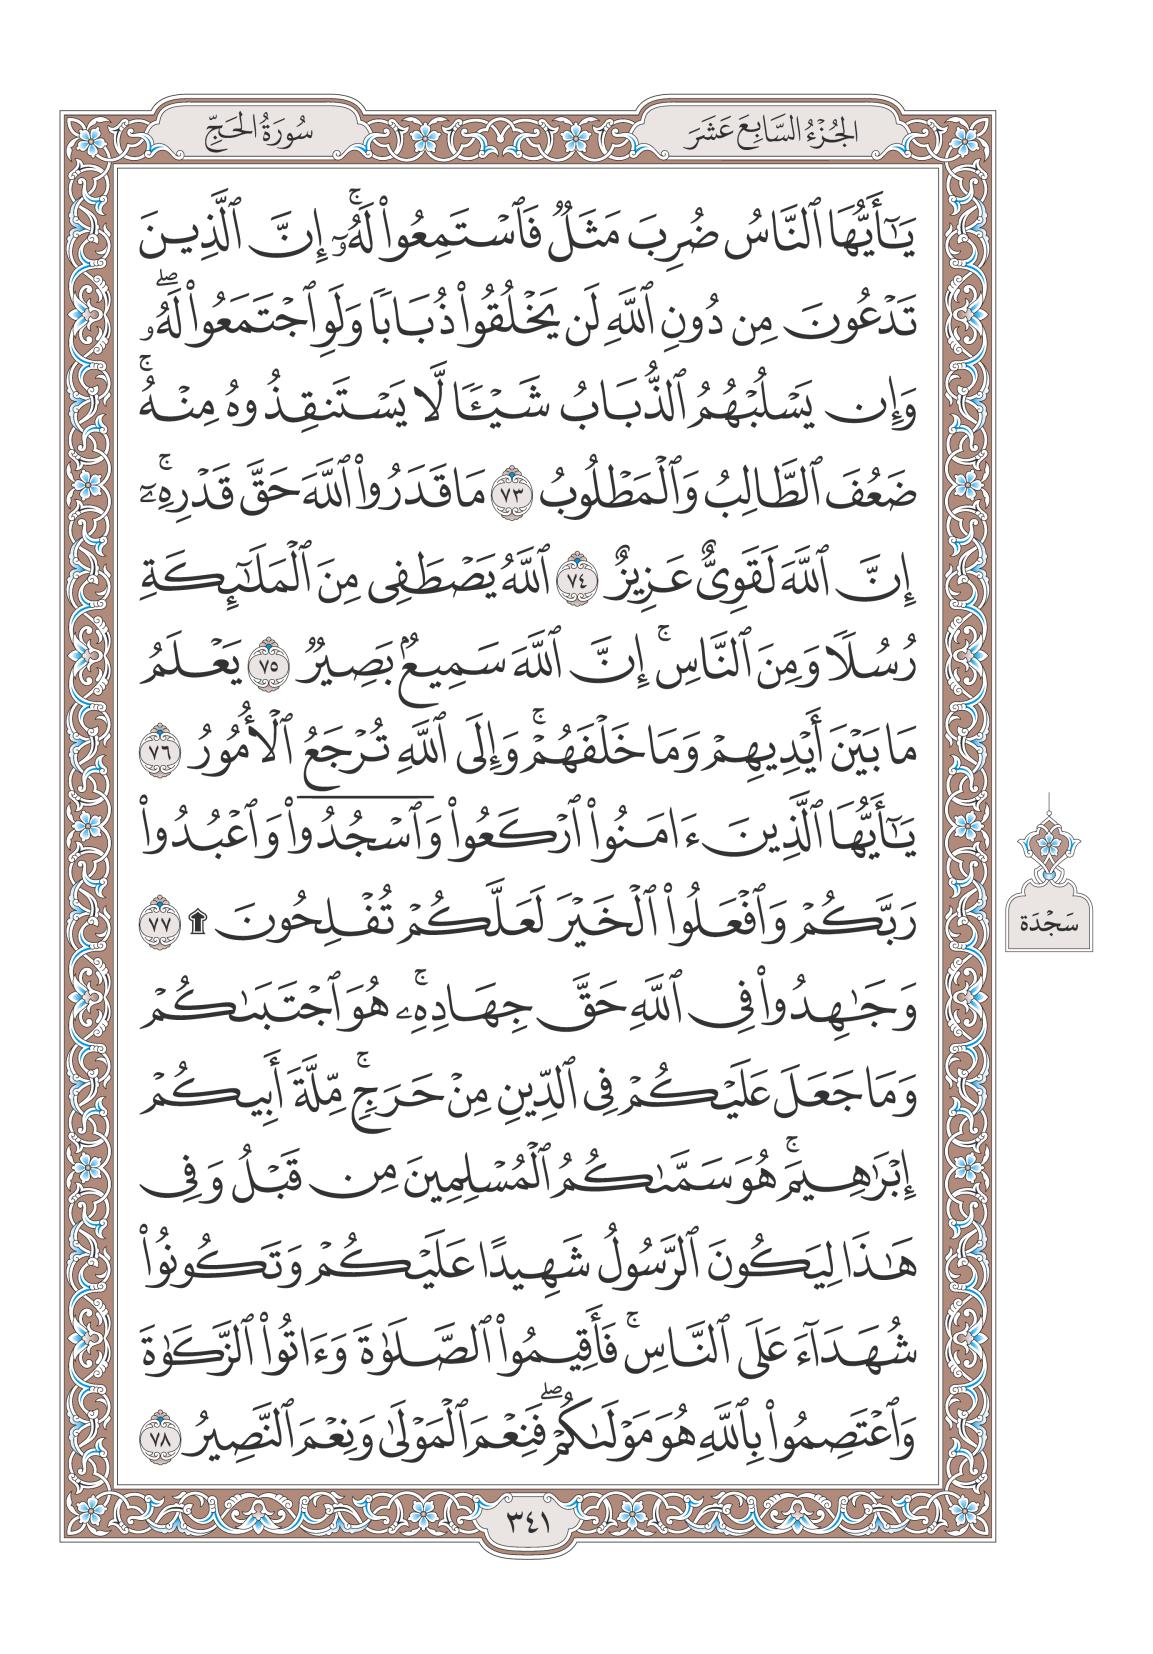 الجُزْءُ السَّابِعَ عَشَرَ
سُورَةُ الحَجِّ
يَـٰٓأَيُّهَا ٱلنَّاسُ ضُرِبَ مَثَلٌ فَٱسْتَمِعُوا۟ لَهُۥٓ ۚ إِنَّ ٱلَّذِينَ
تَدْعُونَ مِن دُونِ ٱللَّهِ لَن يَخْلُقُوا۟ ذُبَابًا وَلَوِ ٱجْتَمَعُوا۟ لَهُۥ ۖ
وَإِن يَسْلُبْهُمُ ٱلذُّبَابُ شَيْـًٔا لَّا يَسْتَنقِذُوهُ مِنْهُ ۚ
ضَعُفَ ٱلطَّالِبُ وَٱلْمَطْلُوبُ ٧٣ مَا قَدَرُوا۟ ٱللَّهَ حَقَّ قَدْرِهِۦٓ ۚ
إِنَّ ٱللَّهَ لَقَوِىٌّ عَزِيزٌ ٧٤ ٱللَّهُ يَصْطَفِى مِنَ ٱلْمَلَـٰٓئِكَةِ
رُسُلًا وَمِنَ ٱلنَّاسِ ۚ إِنَّ ٱللَّهَ سَمِيعٌۢ بَصِيرٌ ٧٥ يَعْلَمُ
مَا بَيْنَ أَيْدِيهِمْ وَمَا خَلْفَهُمْ ۚ وَإِلَى ٱللَّهِ تُرْجَعُ ٱلْأُمُورُ ٧٦
يَـٰٓأَيُّهَا ٱلَّذِينَ ءَامَنُوا۟ ٱرْكَعُوا۟ وَٱسْجُدُوا۟ وَٱعْبُدُوا۟
رَبَّكُمْ وَٱفْعَلُوا۟ ٱلْخَيْرَ لَعَلَّكُمْ تُفْلِحُونَ ۩ ٧٧
سَجْدَة
وَجَـٰهِدُوا۟ فِى ٱللَّهِ حَقَّ جِهَادِهِۦ ۚ هُوَ ٱجْتَبَىٰكُمْ
وَمَا جَعَلَ عَلَيْكُمْ فِى ٱلدِّينِ مِنْ حَرَجٍ ۚ مِّلَّةَ أَبِيكُمْ
إِبْرَٰهِيمَ ۚ هُوَ سَمَّىٰكُمُ ٱلْمُسْلِمِينَ مِن قَبْلُ وَفِى
هَـٰذَا لِيَكُونَ ٱلرَّسُولُ شَهِيدًا عَلَيْكُمْ وَتَكُونُوا۟
شُهَدَآءَ عَلَى ٱلنَّاسِ ۚ فَأَقِيمُوا۟ ٱلصَّلَوٰةَ وَءَاتُوا۟ ٱلزَّكَوٰةَ
وَٱعْتَصِمُوا۟ بِٱللَّهِ هُوَ مَوْلَىٰكُمْ ۖ فَنِعْمَ ٱلْمَوْلَىٰ وَنِعْمَ ٱلنَّصِيرُ ٧٨
٣٤١